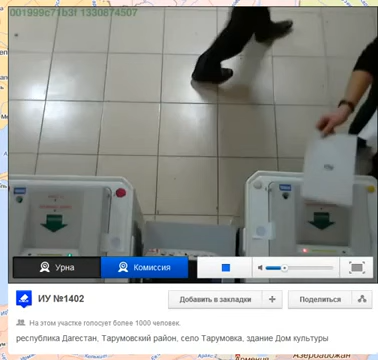 001999c71b3f 1330874507
Урна
Комиссия
ИУ №1402
Добавить в закладки +
Поделиться
На этом участке голосует более 1000 человек.
республика Дагестан, Тарумовский район, село Тарумовка, здание Дом культуры